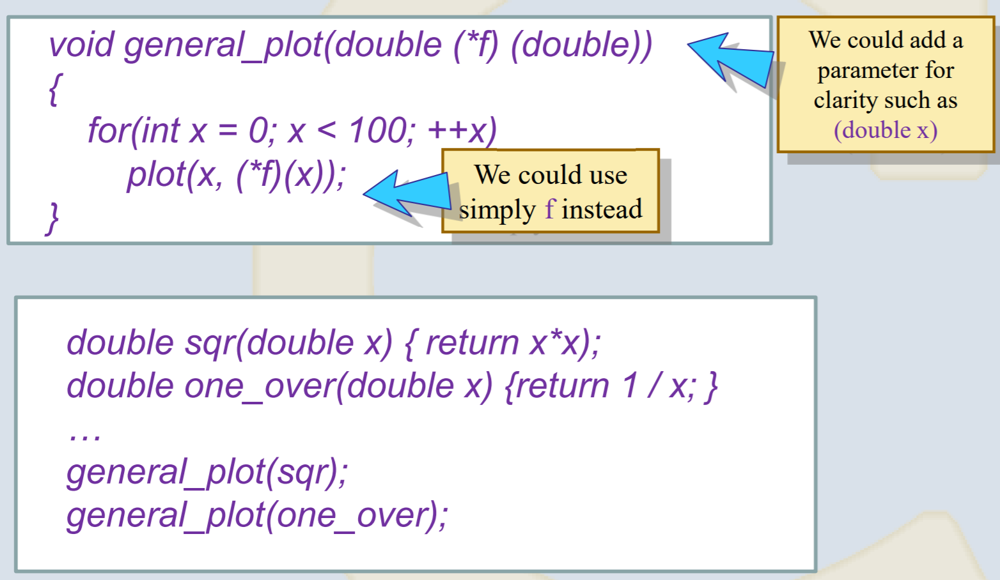 void general_plot(double (*f) (double))
{
for(int x = 0; x < 100; ++x)
plot(x, (*f)(x));
}
We could add a
parameter for
clarity such as
(double x)
We could use
simply f instead
double sqr(double x) { return x*x);
double one_over(double x) {return 1 / x; }
…
general_plot(sqr);
general_plot(one_over);